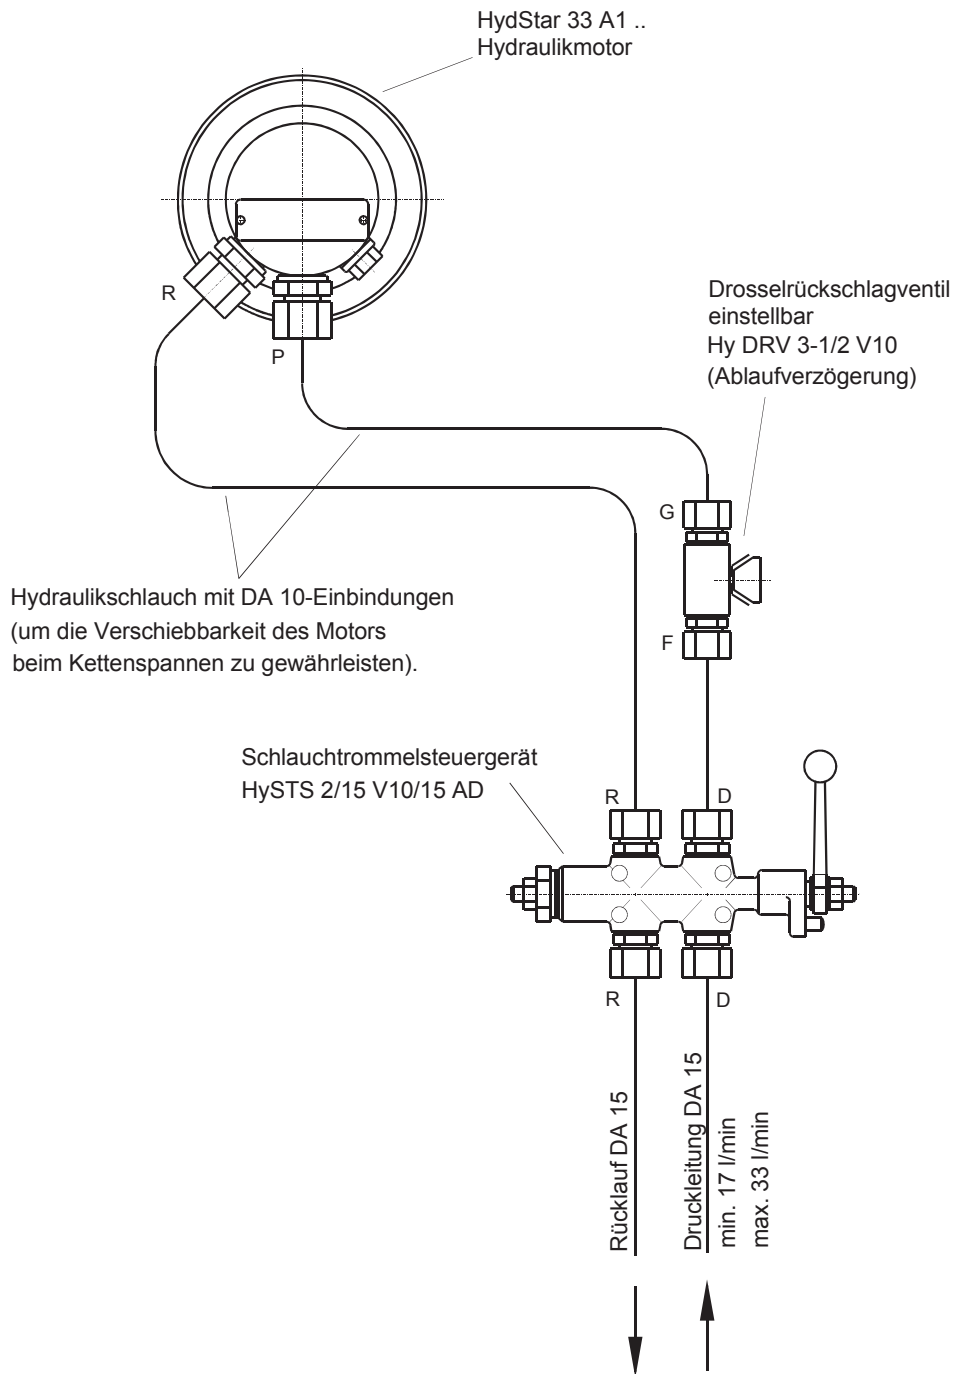 HydStar 33 A1 ..
Hydraulikmotor
R
P
Drosselrückschlagventil
einstellbar
Hy DRV 3-1/2 V10
(Ablaufverzögerung)
G
F
Hydraulikschlauch mit DA 10-Einbindungen
(um die Verschiebbarkeit des Motors
beim Kettenspannen zu gewährleisten).
Schlauchtrommelsteuergerät
HySTS 2/15 V10/15 AD
R
D
R
D
Rücklauf DA 15
Druckleitung DA 15
min. 17 l/min
max. 33 l/min